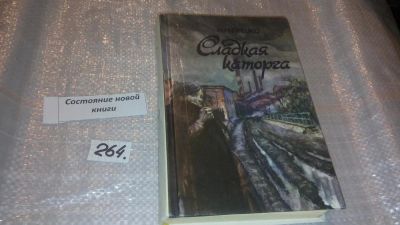 Сладкая
каторга
Состояние новой
книги
264.